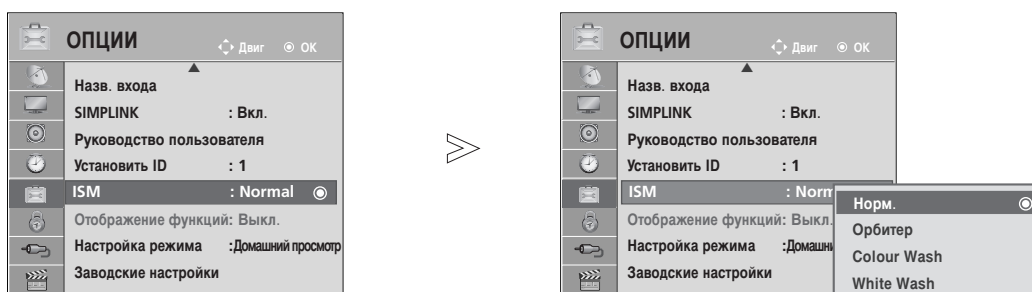 ОПЦИИ
Двиг ОК
Назв. входа
SIMPLINK : Вкл.
Руководство пользователя
Установить ID : 1
ISM : Normal
Отображение функций: Выкл.
Настройка режима :Домашний просмотр
Заводские настройки
ОПЦИИ
Двиг ОК
Назв. входа
SIMPLINK : Вкл.
Руководство пользователя
Установить ID : 1
ISM : Norm
Отображение функций: Выкл.
Настройка режима :Домашн
Заводские настройки
Норм.
Орбитер
Colour Wash
White Wash